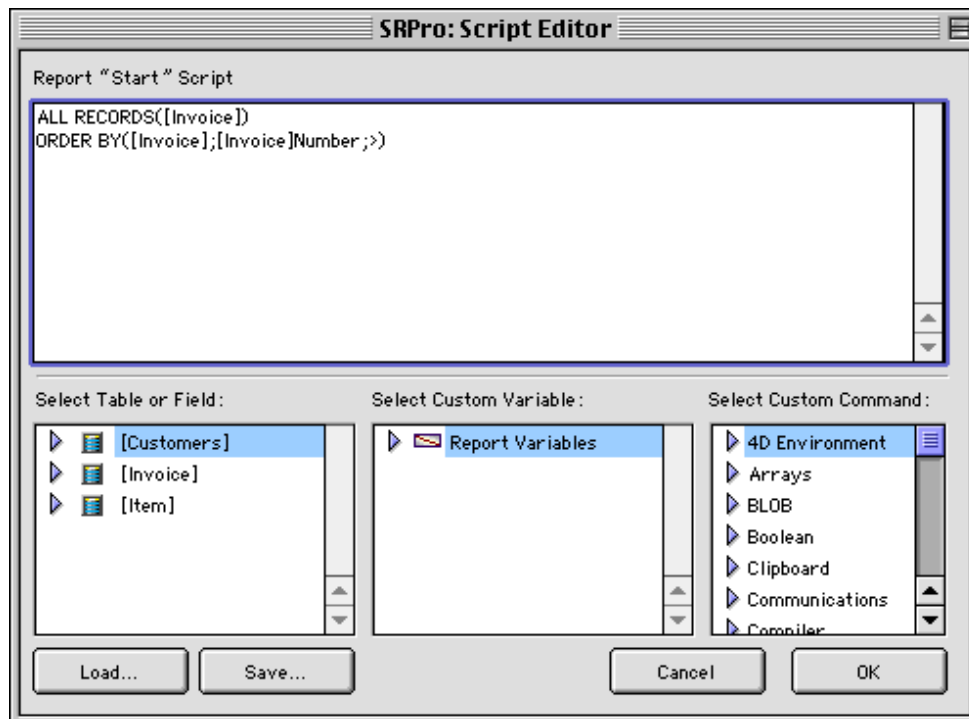 SRPro: Script Editor
Report "Start" Script
ALL RECORDS([Invoice])
ORDER BY([Invoice];[Invoice]Number;>)
Select Table or Field:
[Customers]
[Invoice]
[Item]
Select Custom Variable:
Report Variables
Select Custom Command:
4D Environment
Arrays
BLOB
Boolean
Clipboard
Communications
Compiler
Load...
Save...
Cancel
OK